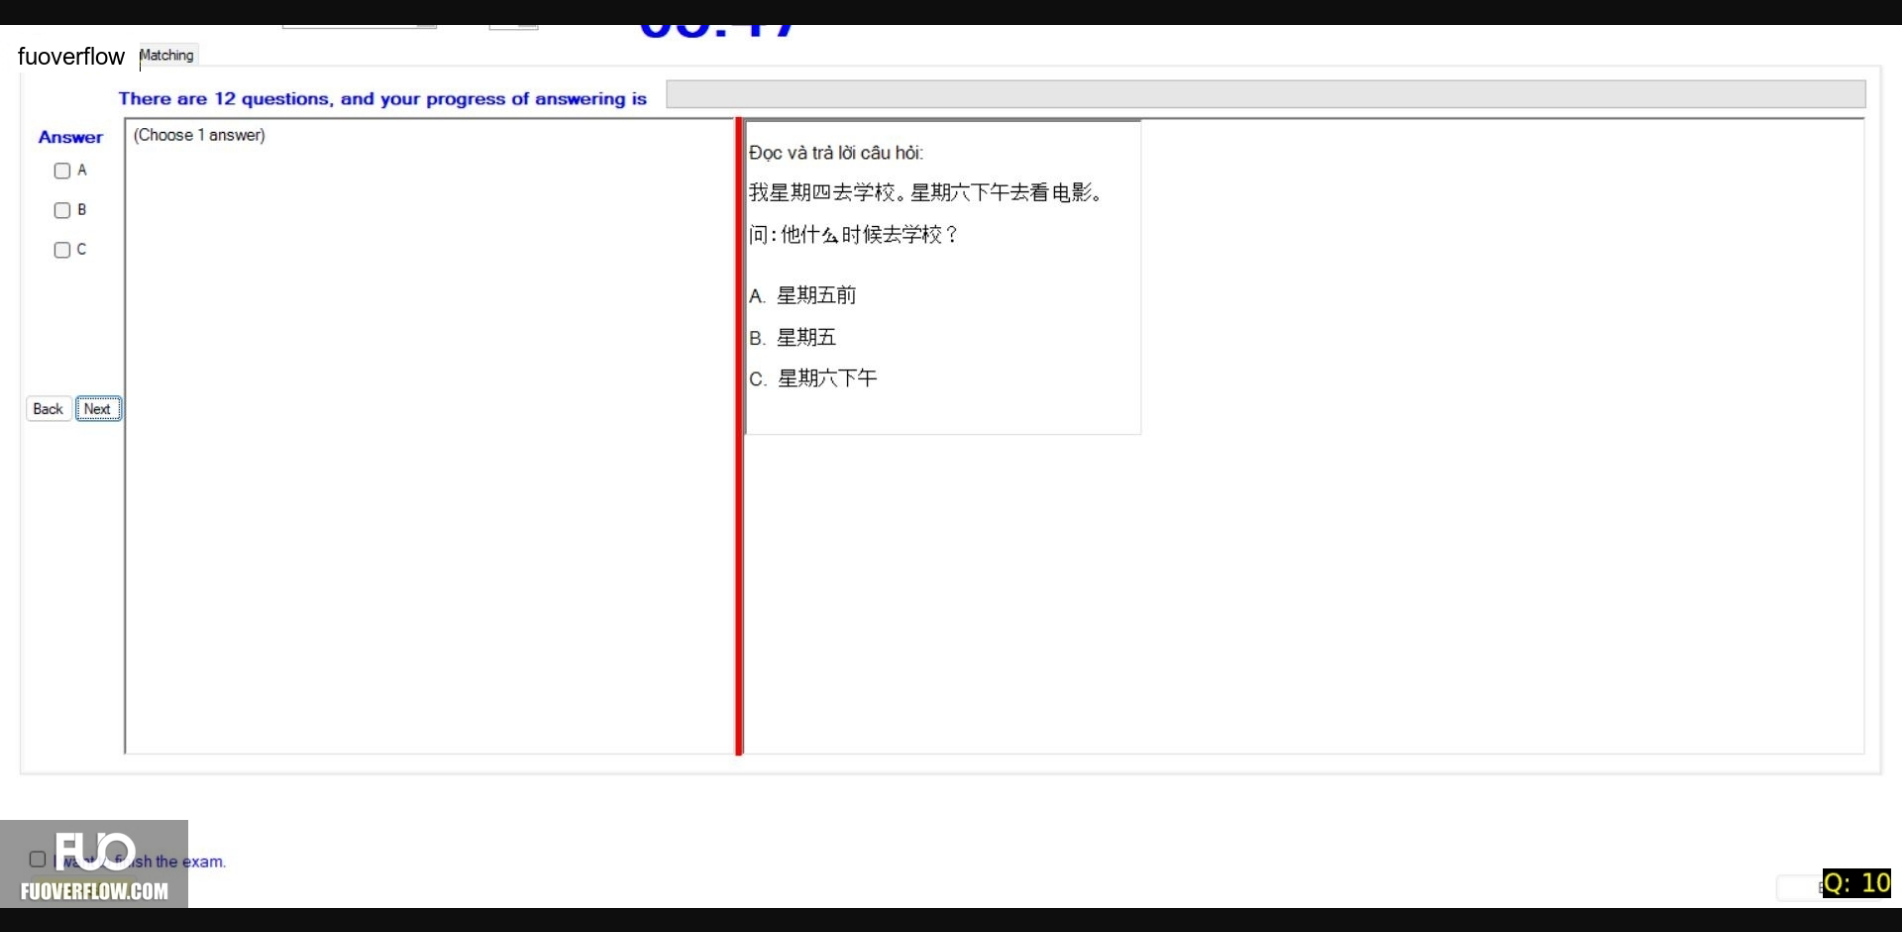 fuoverflow Matching
There are 12 questions, and your progress of answering is
Answer
(Choose 1 answer)
A
B
C
Back Next
Đọc và trả lời câu hỏi:
我星期四去学校。星期六下午去看电影。
问:他什么时候去学校?
A. 星期五前
B. 星期五
C. 星期六下午
FUO
sh the exam.
FUOVERFLOW.COM
Q: 10